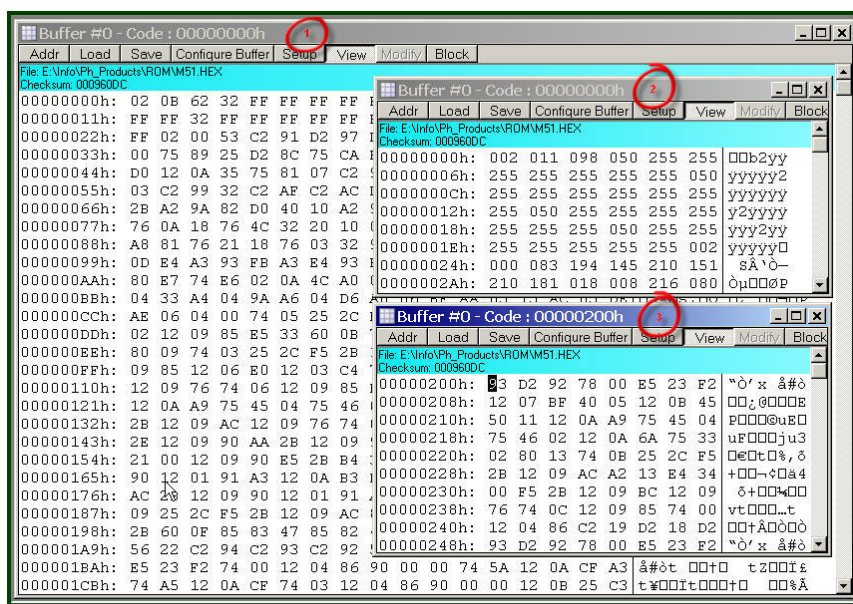 Buffer #0 - Code : 00000000h
1
Addr Load Save Configure Buffer Setup View Modify Block
File: E:\Info\Ph_Products\ROM\M51.HEX
Checksum: 000960DC
00000000h: 02 0B 62 32 FF FF FF FF
00000011h: FF FF 32 FF FF FF FF FF
00000022h: FF 02 00 53 C2 91 D2 97
00000033h: 00 75 89 25 D2 8C 75 CA
00000044h: D0 12 0A 35 75 81 07 C2
00000055h: 03 C2 99 32 C2 AF C2 AC
00000066h: 2B A2 9A 82 D0 40 10 A2
00000077h: 76 0A 18 76 4C 32 20 10
00000088h: A8 81 76 21 18 76 03 32
00000099h: 0D E4 A3 93 FB A3 E4 93
000000AAh: 80 E7 74 E6 02 0A 4C A0
000000BBh: 04 33 A4 04 9A A6 04 D6
000000CCh: AE 06 04 00 74 05 25 2C
000000DDh: 02 12 09 85 E5 33 60 0B
000000EEh: 80 09 74 03 25 2C F5 2B
000000FFh: 09 85 12 06 E0 12 03 C4
00000110h: 12 09 76 74 06 12 09 85
00000121h: 12 0A A9 75 45 04 75 46
00000132h: 2B 12 09 AC 12 09 76 74
00000143h: 2E 12 09 90 AA 2B 12 09
00000154h: 21 00 12 09 90 E5 2B B4
00000165h: 90 12 01 91 A3 12 0A B3
00000176h: AC 12 09 90 12 01 91
00000187h: 09 25 2C F5 2B 12 09 AC
00000198h: 2B 60 0F 85 83 47 85 82
000001A9h: 56 22 C2 94 C2 93 C2 92
000001BAh: E5 23 F2 74 00 12 04 86 90 00 00 74 5A 12 0A CF A3 å#òt □□†□ tZ□□Ï£
000001CBh: 74 A5 12 0A CF 74 03 12 04 86 90 00 00 12 0B 25 C3 t¥□□Ït□□□†□ □□%Ã
Buffer #0 - Code : 00000000h
2
Addr Load Save Configure Buffer Setup View Modify Block
File: E:\Info\Ph_Products\ROM\M51.HEX
Checksum: 000960DC
00000000h: 002 011 098 050 255 255 □□b2ÿÿ
00000006h: 255 255 255 255 255 050 ÿÿÿÿÿ2
0000000Ch: 255 255 255 255 255 255 ÿÿÿÿÿÿ
00000012h: 255 050 255 255 255 255 ÿ2ÿÿÿÿ
00000018h: 255 255 255 050 255 255 ÿÿÿ2ÿÿ
0000001Eh: 255 255 255 255 255 002 ÿÿÿÿÿ□
00000024h: 000 083 194 145 210 151 SÂ‘Ò—
0000002Ah: 210 181 018 008 216 080 Òµ□□ØP
Buffer #0 - Code : 00000200h
3
Addr Load Save Configure Buffer Setup View Modify Block
File: E:\Info\Ph_Products\ROM\M51.HEX
Checksum: 000960DC
00000200h: 93 D2 92 78 00 E5 23 F2 “Ò’x å#ò
00000208h: 12 07 BF 40 05 12 0B 45 □□¿@□□□E
00000210h: 50 11 12 0A A9 75 45 04 P□□□©uE□
00000218h: 75 46 02 12 0A 6A 75 33 uF□□□ju3
00000220h: 02 80 13 74 0B 25 2C F5 □€□t□%,õ
00000228h: 2B 12 09 AC A2 13 E4 34 +□□¬¢□ä4
00000230h: 00 F5 2B 12 09 BC 12 09 õ+□□¼□□
00000238h: 76 74 0C 12 09 85 74 00 vt□□□…t
00000240h: 12 04 86 C2 19 D2 18 D2 □□†Â□Ò□Ò
00000248h: 93 D2 92 78 00 E5 23 F2 “Ò’x å#ò